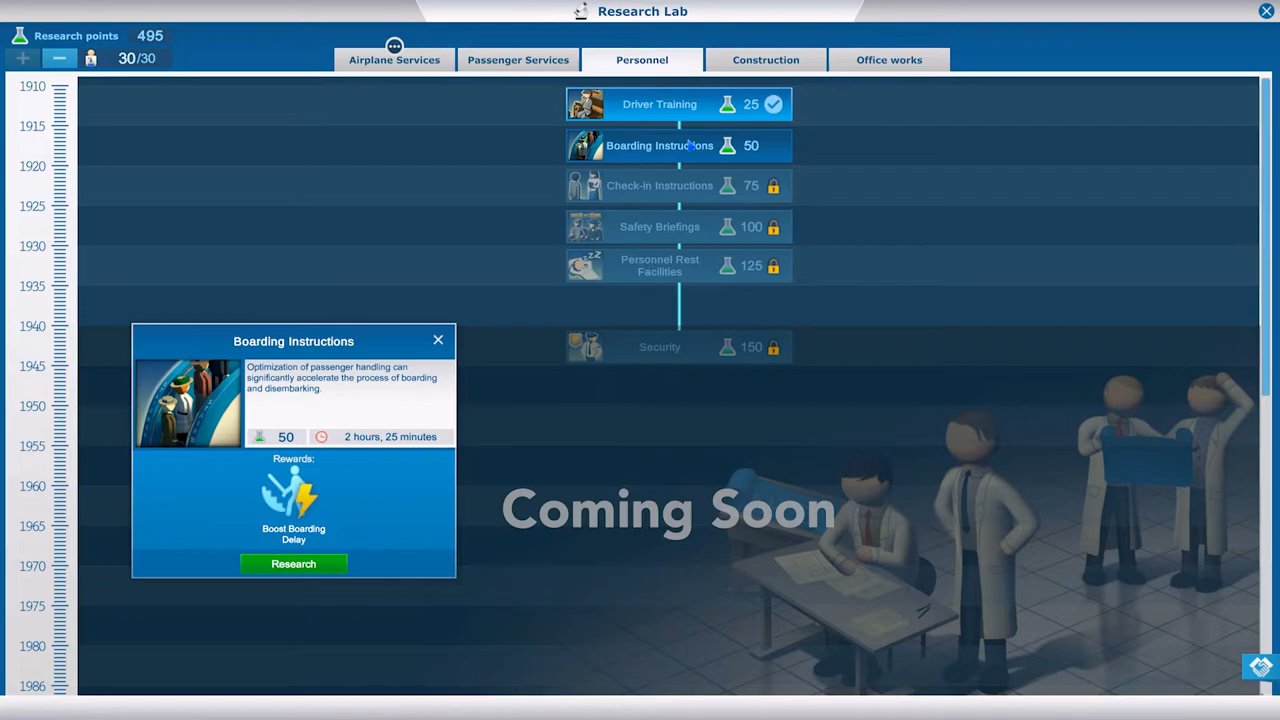 Research Lab
Research points 495
30/30
Airplane Services
Passenger Services
Personnel
Construction
Office works
1910
1915
1920
1925
1930
1935
1940
1945
1950
1955
1960
1965
1970
1975
1980
1986
Driver Training 25
Boarding Instructions 50
Check-in Instructions 75
Safety Briefings 100
Personnel Rest
Facilities 125
Security 150
Boarding Instructions
Optimization of passenger handling can
significantly accelerate the process of boarding
and disembarking.
50 2 hours, 25 minutes
Rewards:
Boost Boarding
Delay
Research
Coming Soon